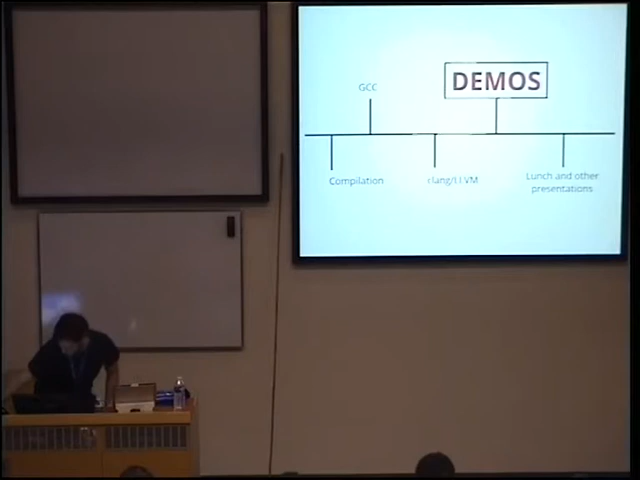 GCC
DEMOS
Compilation
clang/LLVM
Lunch and other
presentations